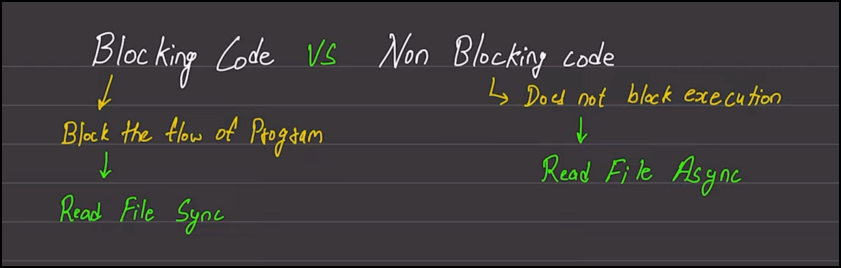 Blocking Code VS Non Blocking code
Block the flow of Program
Read File Sync
Does not block execution
Read File Async